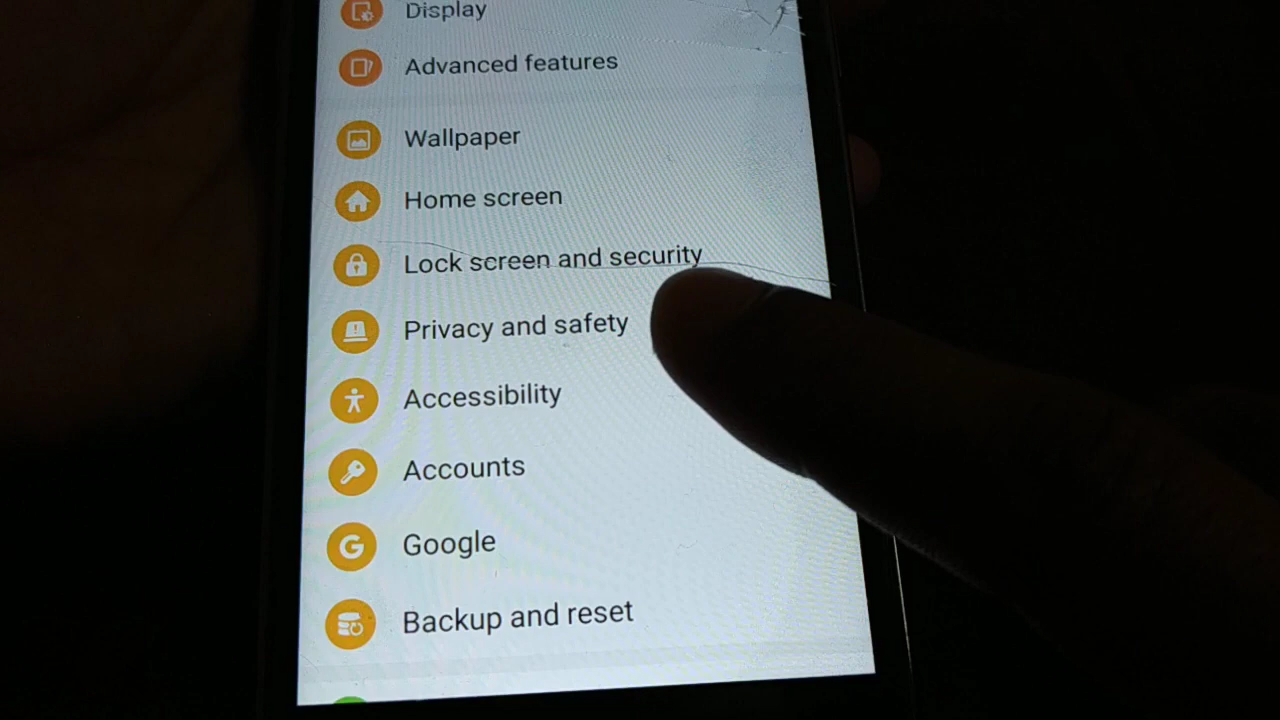 Display
Advanced features
Wallpaper
Home screen
Lock screen and security
Privacy and safety
Accessibility
Accounts
Google
Backup and reset